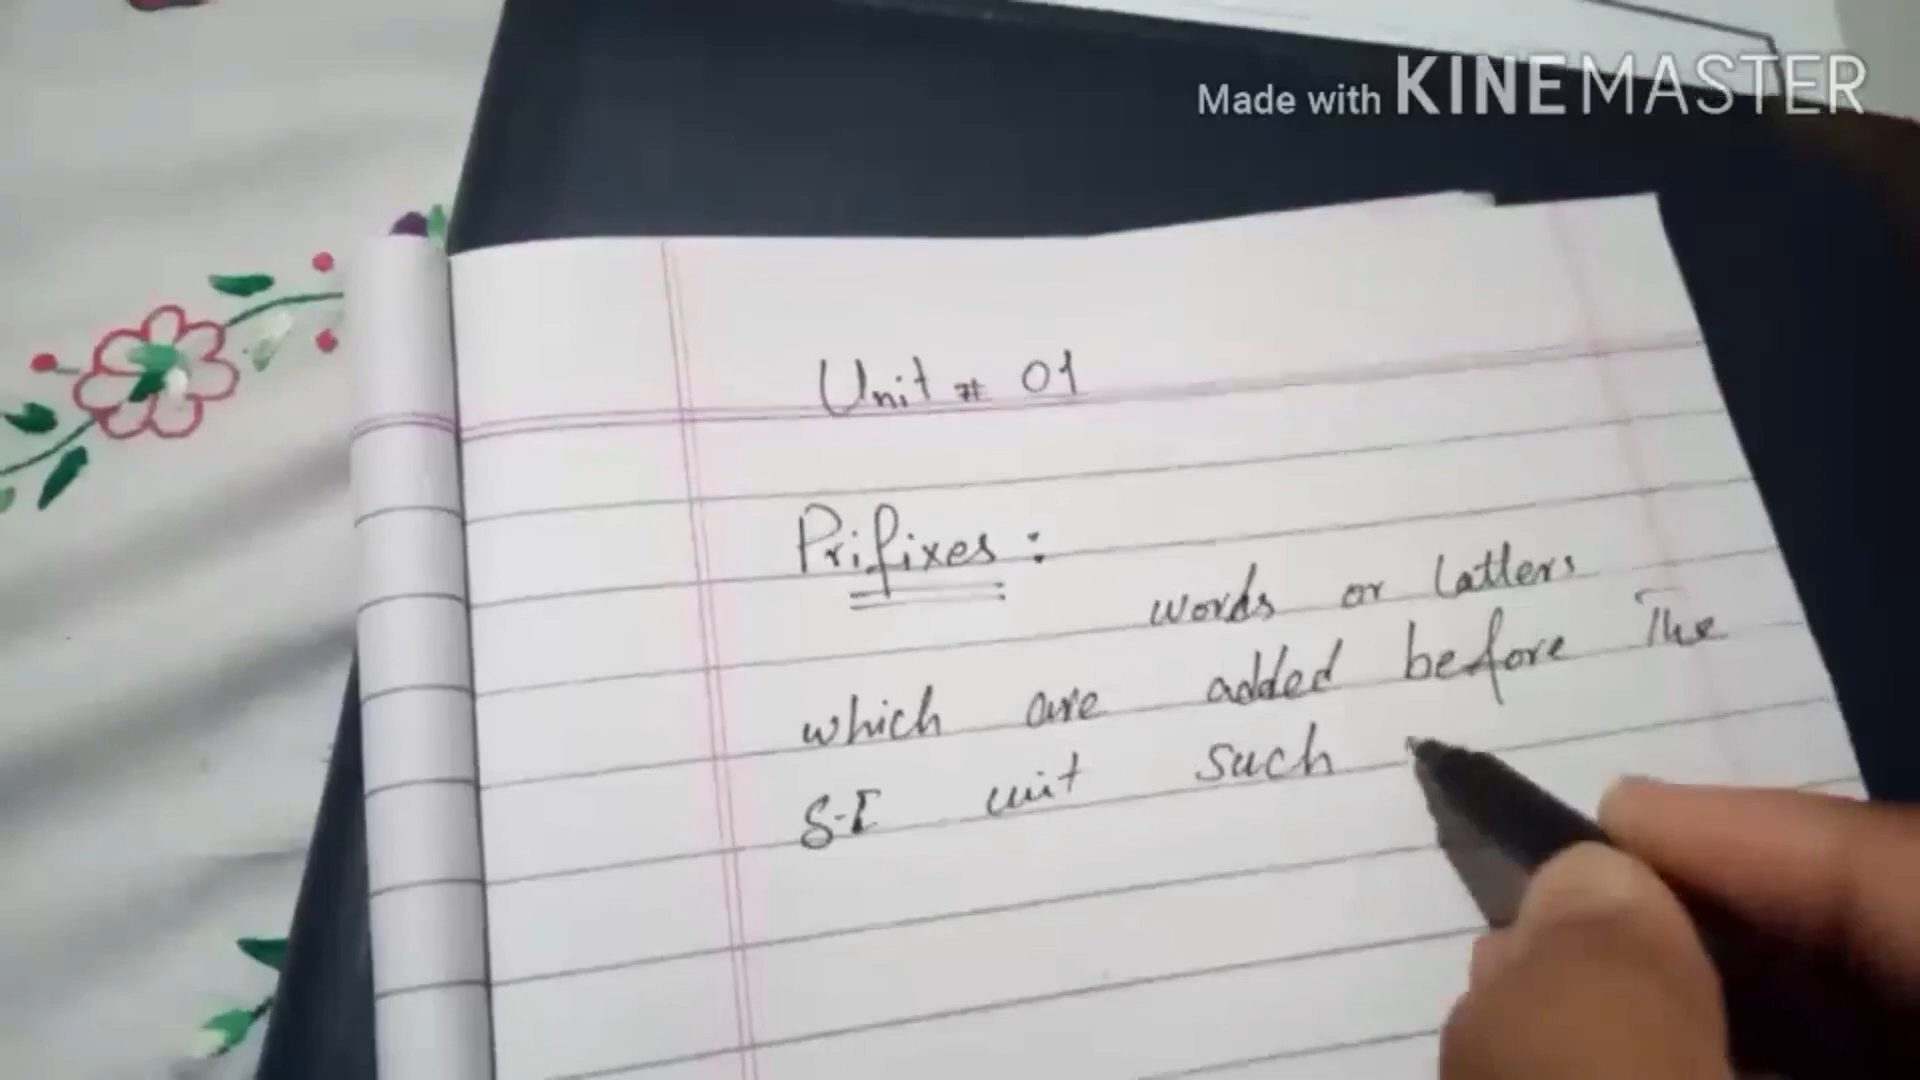 Made with KINEMASTER
Unit # 01
Prifixes :
words or latters
which are added before The
S-I unit such